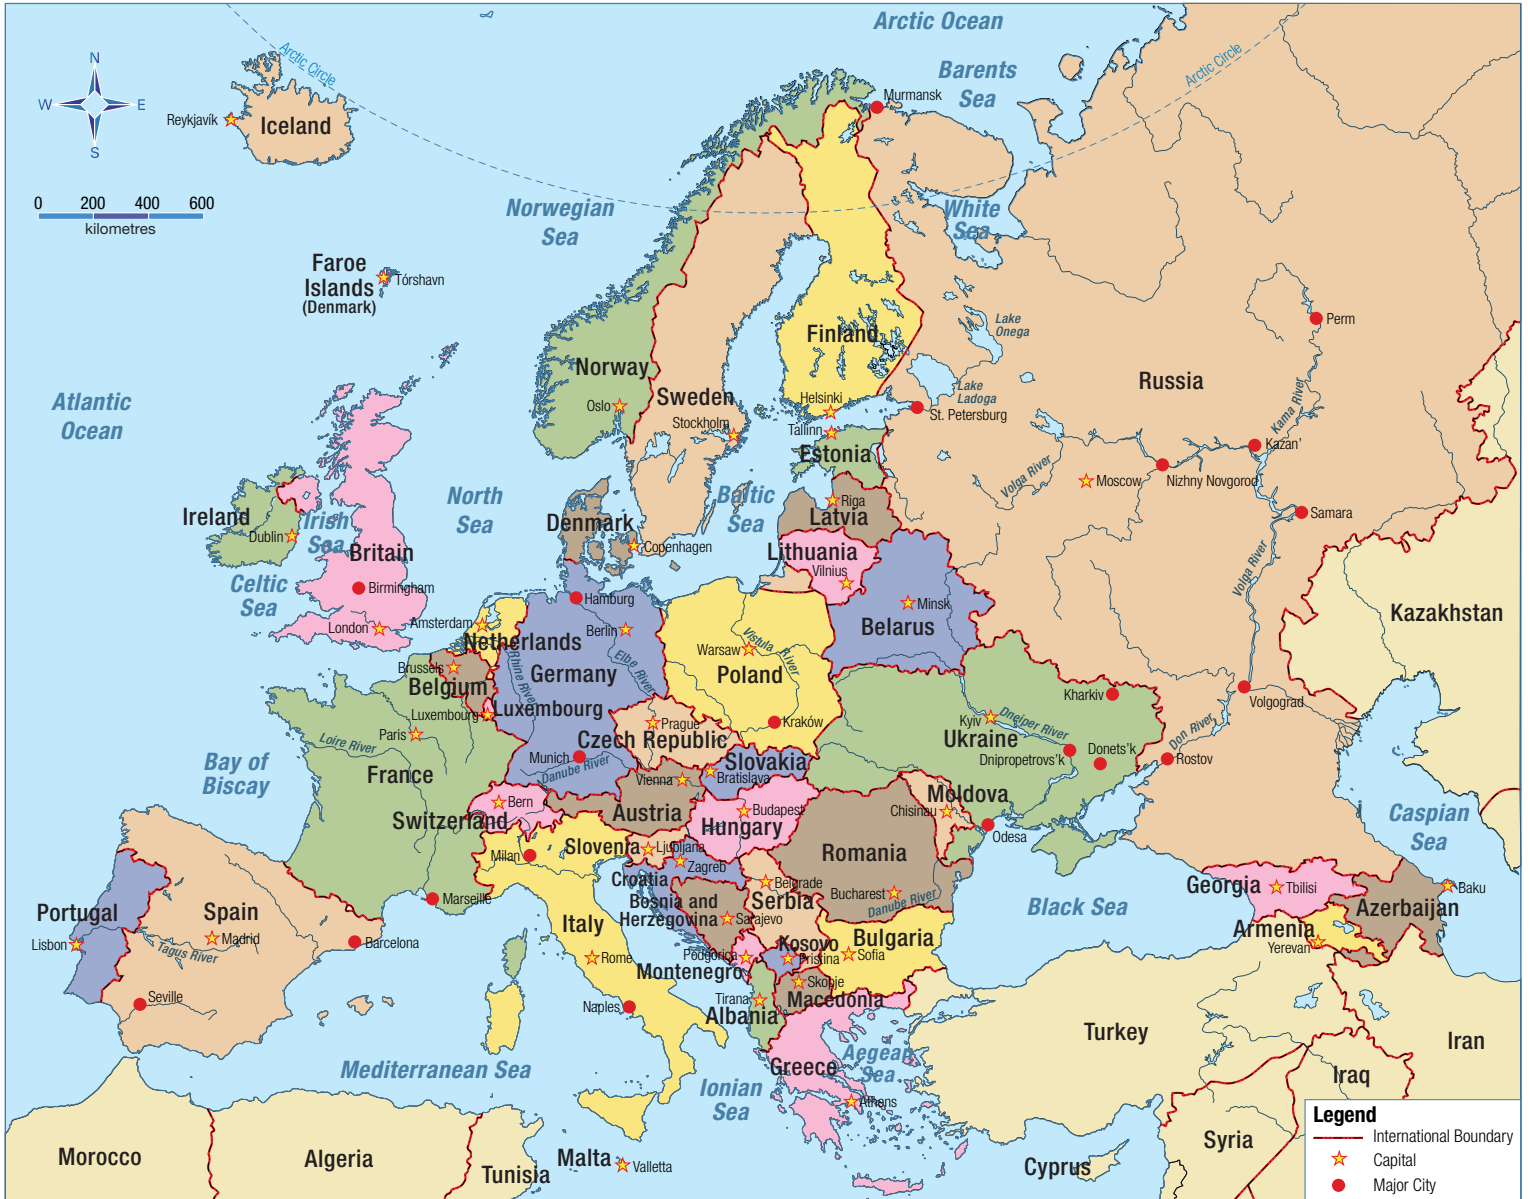 Arctic Ocean
Arctic Circle
Arctic Circle
Barents
Sea
N
W
E
S
Murmansk
Reykjavík
Iceland
0
200
400
600
kilometres
Norwegian
Sea
White
Sea
Faroe
Islands
(Denmark)
Tórshavn
Lake
Onega
Perm
Finland
Norway
Russia
Atlantic
Ocean
Sweden
Lake
Ladoga
Kama River
Oslo
Helsinki
St. Petersburg
Stockholm
Tallinn
Kazan'
Estonia
Volga River
Moscow
Nizhny Novgorod
North
Sea
Baltic
Sea
Riga
Latvia
Samara
Ireland
Irish
Sea
Dublin
Denmark
Copenhagen
Britain
Lithuania
Vilnius
Volga River
Celtic
Sea
Birmingham
Hamburg
Minsk
Belarus
Kazakhstan
London
Amsterdam
Netherlands
Berlin
Elbe River
Warsaw
Vistula River
Poland
Brussels
Belgium
Rhine River
Germany
Luxembourg
Luxembourg
Kharkiv
Volgograd
Paris
Loire River
Prague
Czech Republic
Kraków
Kyiv
Dneiper River
Ukraine
Don River
Donets'k
Dnipropetrovs'k
Rostov
Bay of
Biscay
France
Munich
Danube River
Slovakia
Vienna
Bratislava
Bern
Switzerland
Austria
Budapest
Hungary
Moldova
Chisinau
Odesa
Caspian
Sea
Milan
Slovenia
Ljubljana
Zagreb
Croatia
Romania
Bucharest
Danube River
Belgrade
Serbia
Bosnia and
Herzegovina
Sarajevo
Georgia
Tbilisi
Baku
Azerbaijan
Armenia
Yerevan
Black Sea
Marseille
Portugal
Lisbon
Spain
Madrid
Tagus River
Barcelona
Seville
Italy
Rome
Naples
Podgorica
Montenegro
Kosovo
Pristina
Bulgaria
Sofia
Skopje
Macedonia
Tirana
Albania
Turkey
Iran
Mediterranean Sea
Ionian
Sea
Greece
Aegean
Sea
Athens
Iraq
Syria
Cyprus
Morocco
Algeria
Tunisia
Malta
Valletta
Legend
International Boundary
Capital
Major City